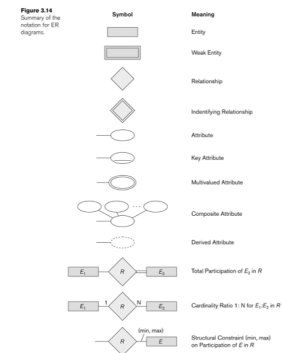 Figure 3.14
Summary of the
notation for ER
diagrams.
Symbol
Meaning
Entity
Weak Entity
Relationship
Indentifying Relationship
Attribute
Key Attribute
Multivalued Attribute
Composite Attribute
Derived Attribute
E₁ R E₂ Total Participation of E₂ in R
E₁ 1 R N E₂ Cardinality Ratio 1: N for E₁:E₂ in R
(min, max)
R E Structural Constraint (min, max)
on Participation of E in R